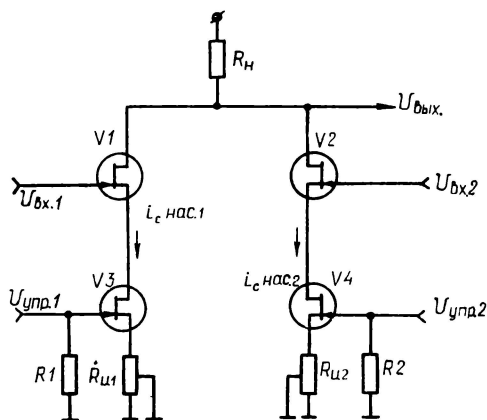 Rн
Uвых.
V1
V2
Uвх.1
Uвх.2
iс нас.1
V3
iс нас.2
V4
Uупр.1
Uупр.2
R1
Rи1
Rи2
R2